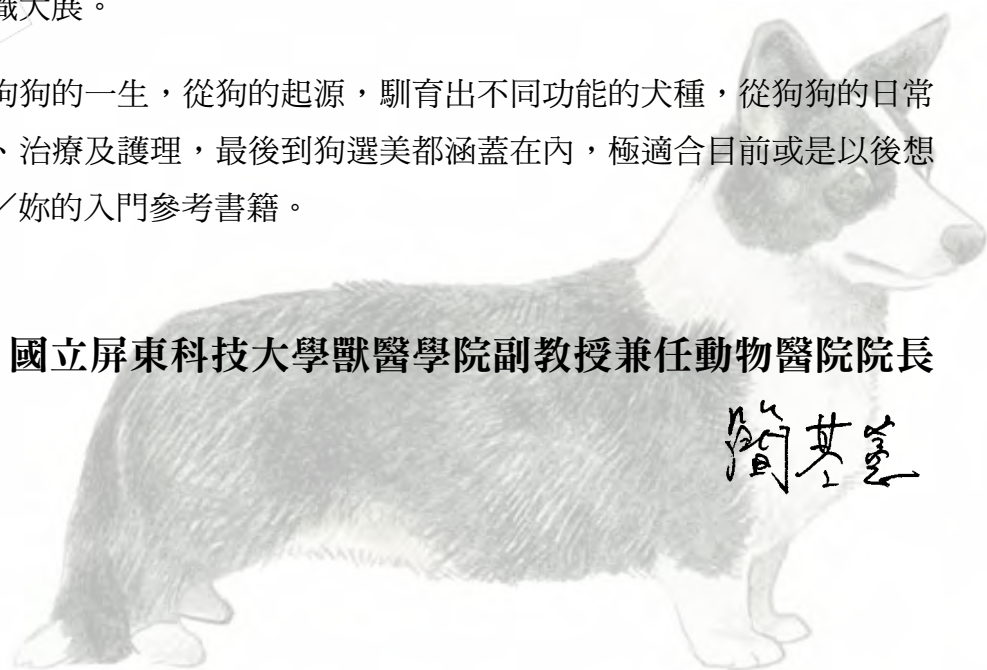 識大展。
狗狗的一生，從狗的起源，馴育出不同功能的犬種，從狗狗的日常
、治療及護理，最後到狗選美都涵蓋在內，極適合目前或是以後想
／妳的入門參考書籍。
國立屏東科技大學獸醫學院副教授兼任動物醫院院長
簡基憲